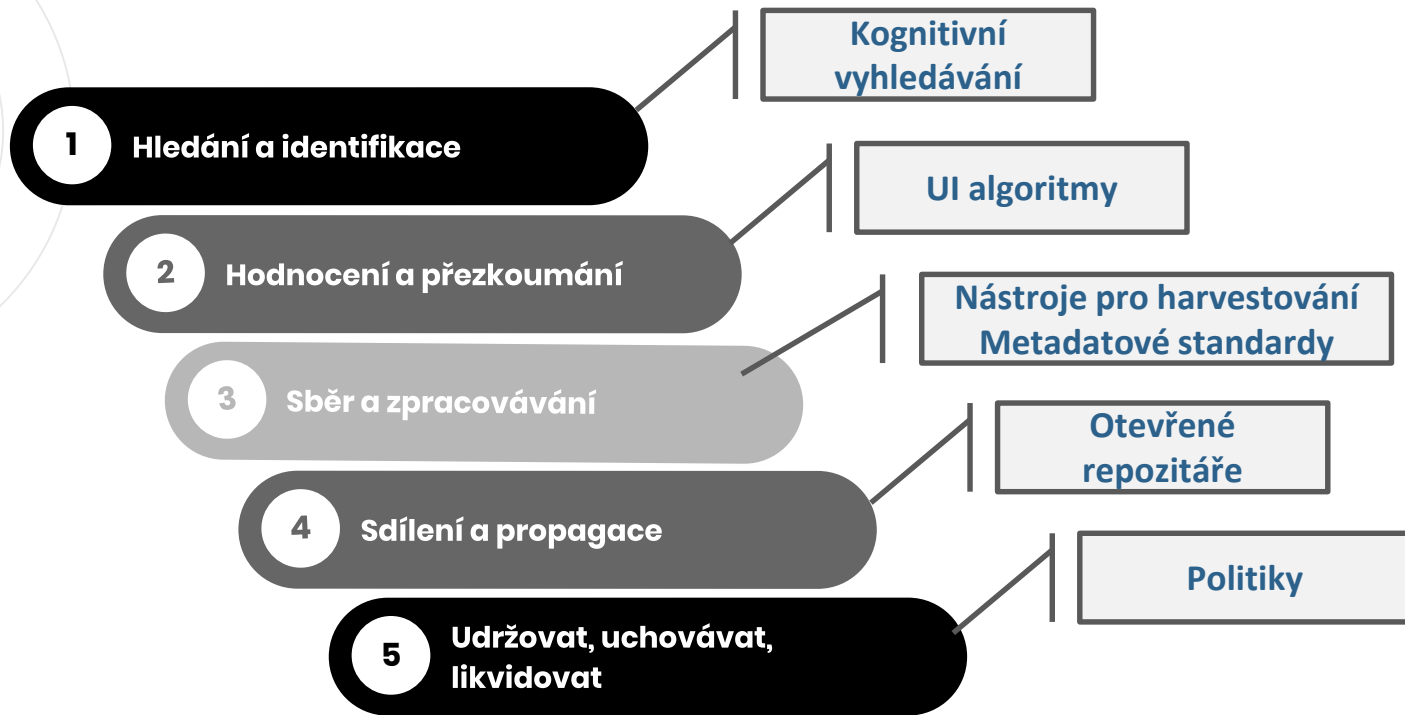 Kognitivní
vyhledávání
1
Hledání a identifikace
UI algoritmy
2
Hodnocení a přezkoumání
Nástroje pro harvestování
Metadatové standardy
3
Sběr a zpracovávání
Otevřené
repozitáře
4
Sdílení a propagace
Politiky
5
Udržovat, uchovávat,
likvidovat